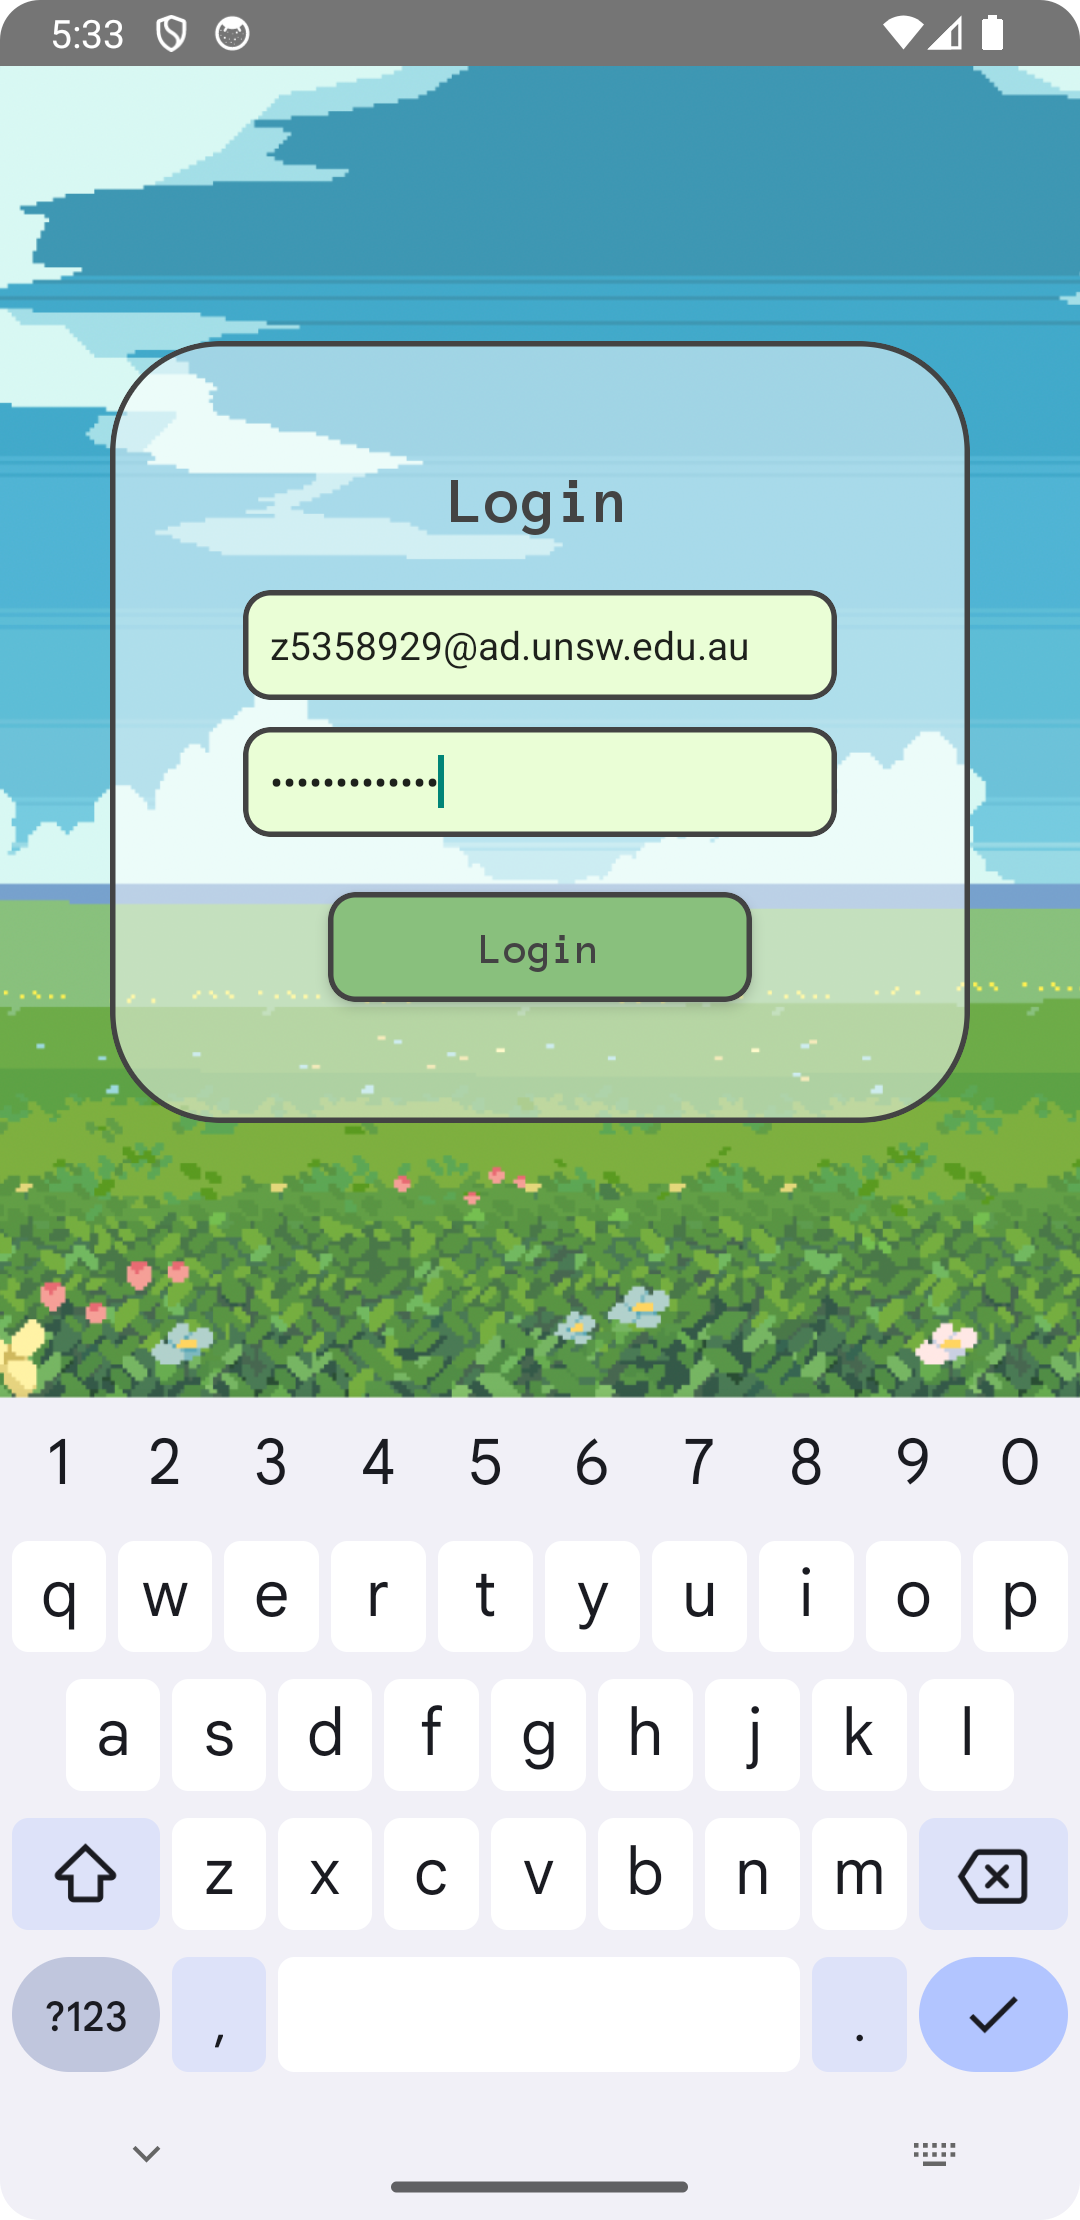 5:33
Login
z5358929@ad.unsw.edu.au
•••••••••••••
Login
1 2 3 4 5 6 7 8 9 0
q w e r t y u i o p
a s d f g h j k l
z x c v b n m
?123 , .